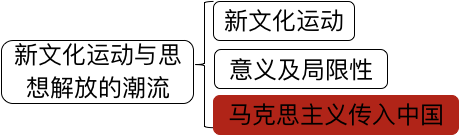 新文化运动与思
想解放的潮流
新文化运动
意义及局限性
马克思主义传入中国